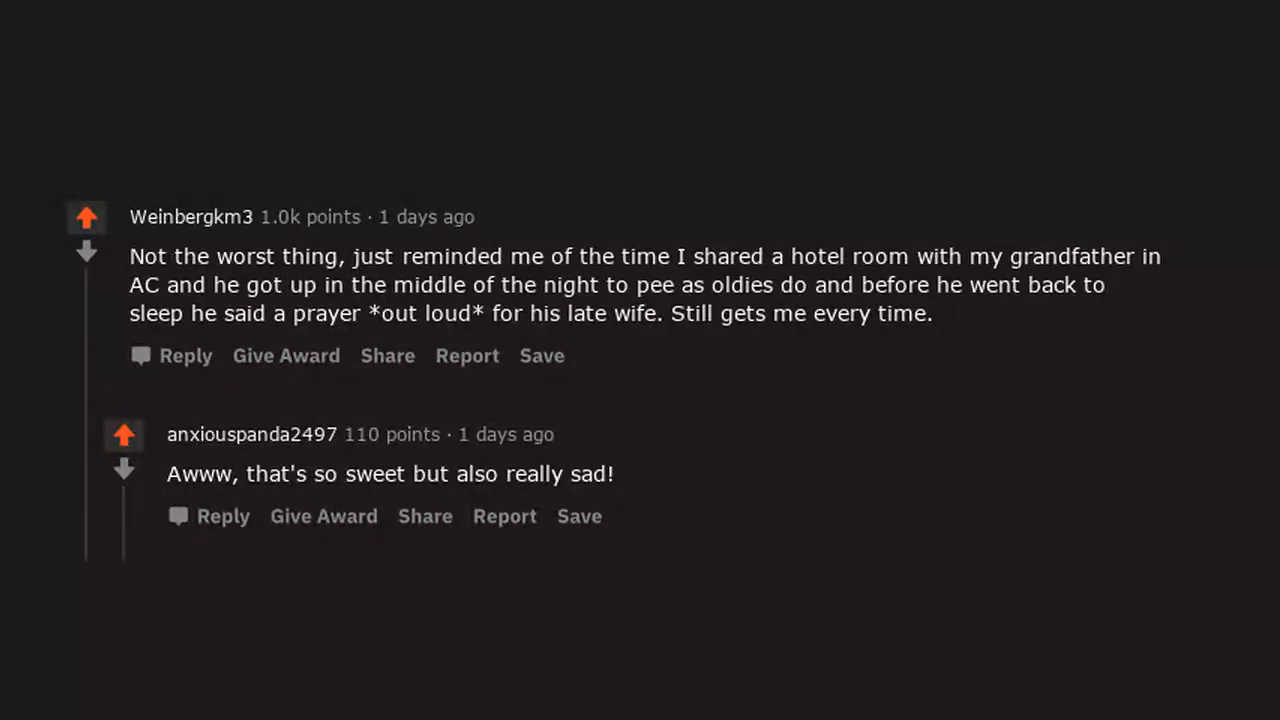 Weinbergkm3 1.0k points · 1 days ago
Not the worst thing, just reminded me of the time I shared a hotel room with my grandfather in
AC and he got up in the middle of the night to pee as oldies do and before he went back to
sleep he said a prayer *out loud* for his late wife. Still gets me every time.
Reply Give Award Share Report Save
anxiouspanda2497 110 points · 1 days ago
Awww, that's so sweet but also really sad!
Reply Give Award Share Report Save